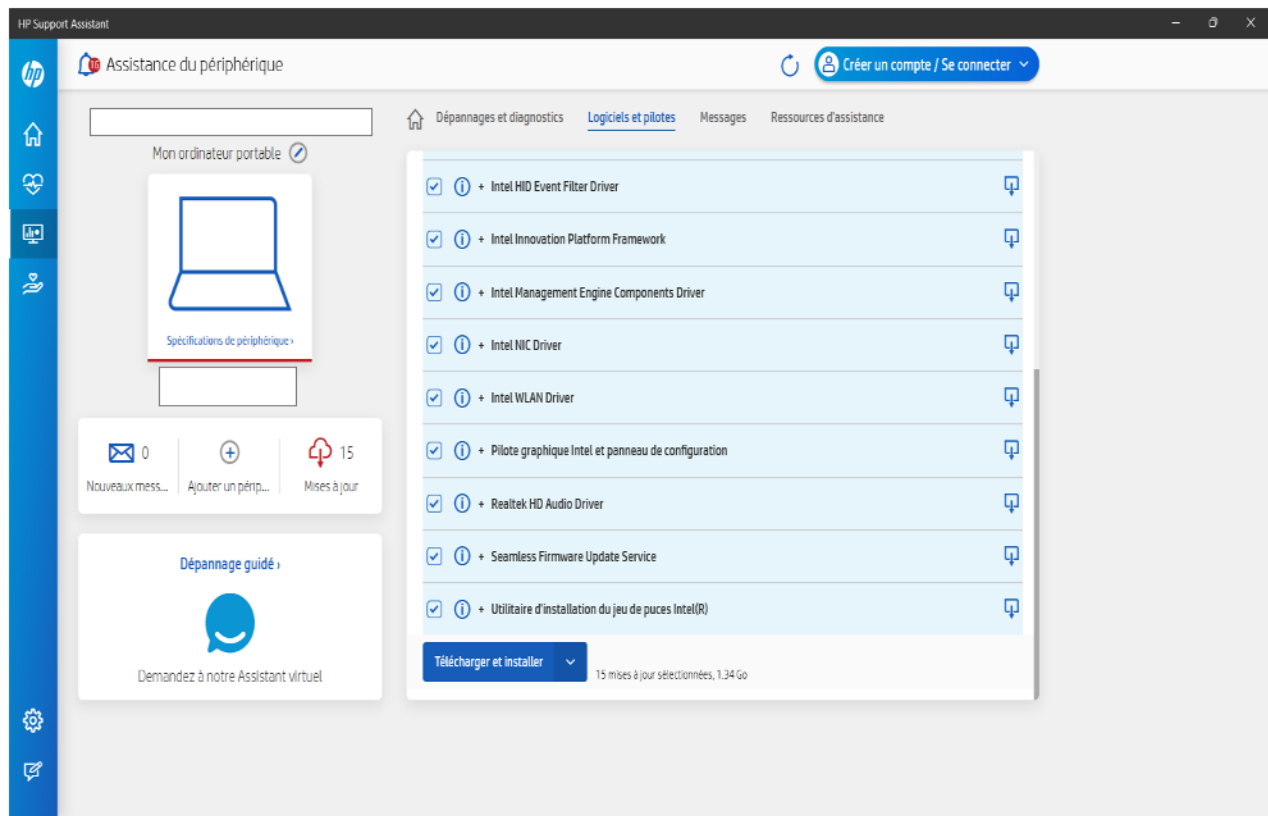 HP Support Assistant
hp
16
Assistance du périphérique
Créer un compte / Se connecter
Dépannages et diagnostics
Logiciels et pilotes
Messages
Ressources d'assistance
Mon ordinateur portable
Spécifications de périphérique ›
0
Nouveaux mess...
Ajouter un périp...
15
Mises à jour
Dépannage guidé ›
Demandez à notre Assistant virtuel
+ Intel HID Event Filter Driver
+ Intel Innovation Platform Framework
+ Intel Management Engine Components Driver
+ Intel NIC Driver
+ Intel WLAN Driver
+ Pilote graphique Intel et panneau de configuration
+ Realtek HD Audio Driver
+ Seamless Firmware Update Service
+ Utilitaire d'installation du jeu de puces Intel(R)
Télécharger et installer
15 mises à jour sélectionnées, 1.34 Go